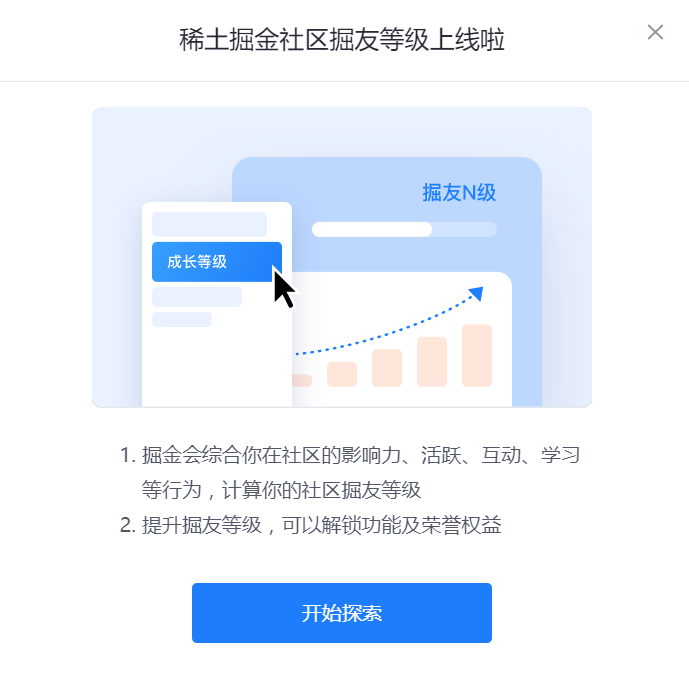 稀土掘金社区掘友等级上线啦
掘友N级
成长等级
1. 掘金会综合你在社区的影响力、活跃、互动、学习
等行为，计算你的社区掘友等级
2. 提升掘友等级，可以解锁功能及荣誉权益
开始探索